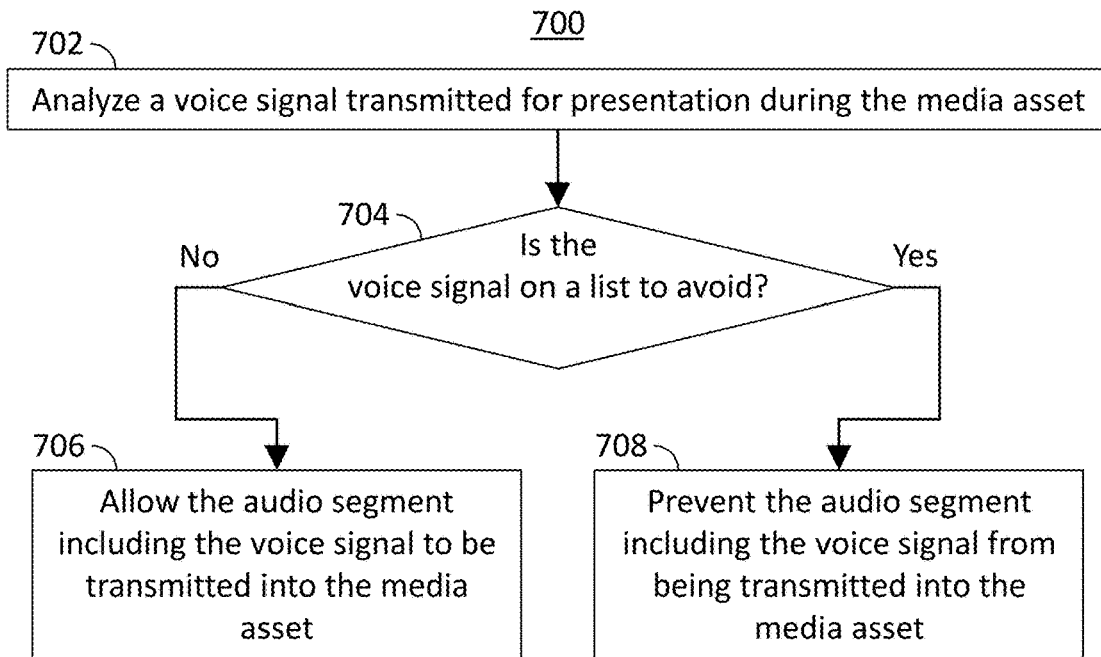 700
702
Analyze a voice signal transmitted for presentation during the media asset
704
Is the
No
Yes
voice signal on a list to avoid?
706
708
Allow the audio segment
including the voice signal to be
transmitted into the media
asset
Prevent the audio segment
including the voice signal from
being transmitted into the
media asset